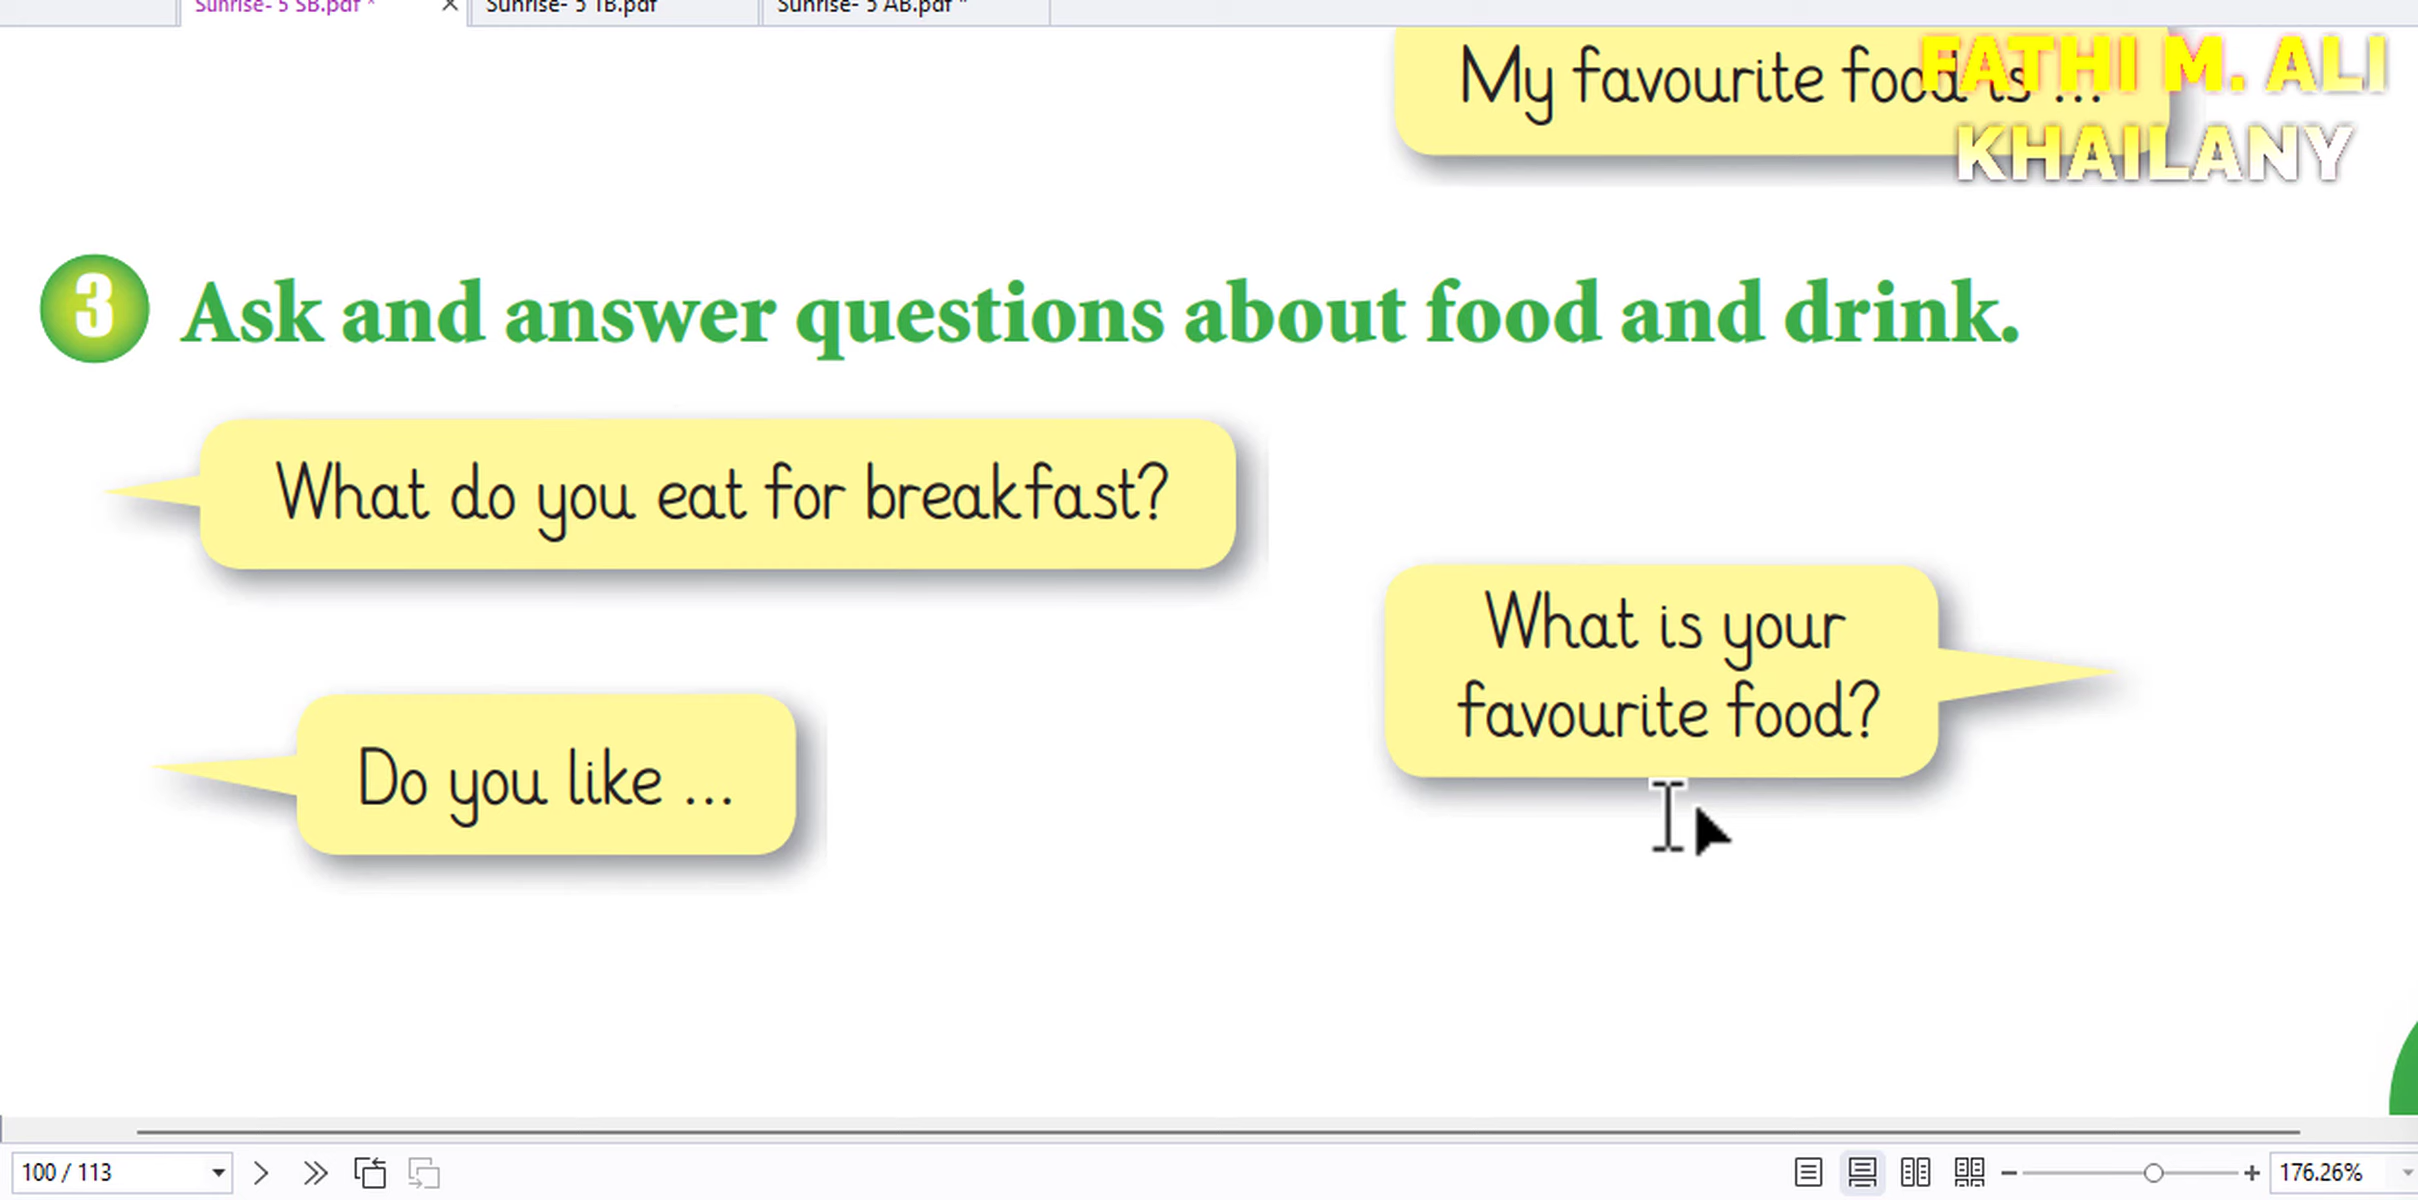 Sunrise- 5 SB.pdf *
Sunrise- 5 TB.pdf
Sunrise- 5 AB.pdf *
My favourite food is ...
FATHI M. ALI
KHAILANY
3 Ask and answer questions about food and drink.
What do you eat for breakfast?
What is your
favourite food?
Do you like ...
100 / 113
176.26%